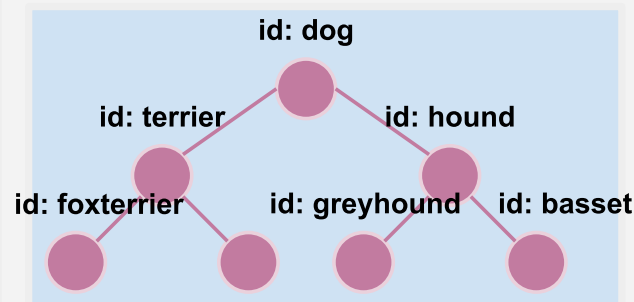 id: dog
id: terrier
id: hound
id: foxterrier
id: greyhound
id: basset